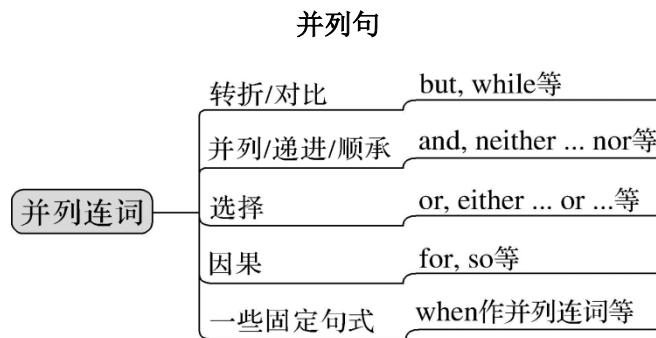 并列句
转折/对比 but, while等
并列/递进/顺承 and, neither ... nor等
并列连词
选择 or, either ... or ...等
因果 for, so等
一些固定句式 when作并列连词等